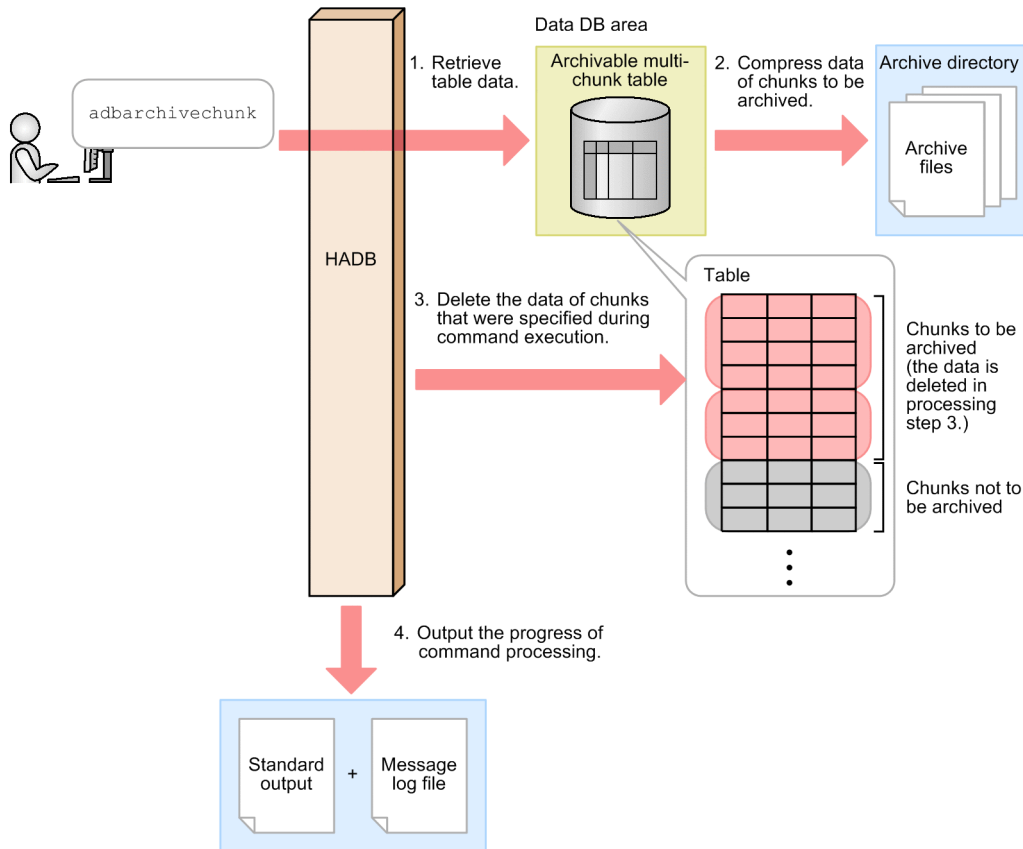 Data DB area
adbarchivechunk
1. Retrieve
table data.
Archivable multi-
chunk table
2. Compress data
of chunks to be
archived.
Archive directory
Archive
files
HADB
3. Delete the data of chunks
that were specified during
command execution.
Table
Chunks to be
archived
(the data is
deleted in
processing
step 3.)
Chunks not to
be archived
4. Output the progress of
command processing.
Standard
output
+
Message
log file